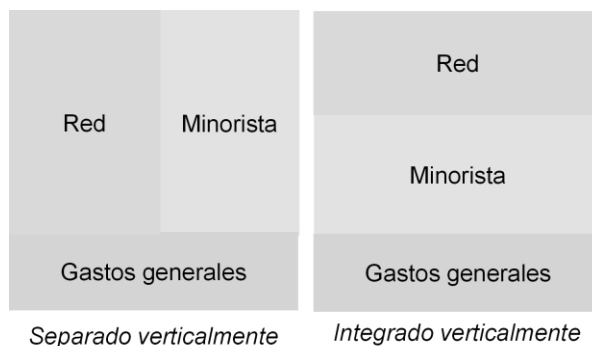 Red
Minorista
Gastos generales
Separado verticalmente
Red
Minorista
Gastos generales
Integrado verticalmente